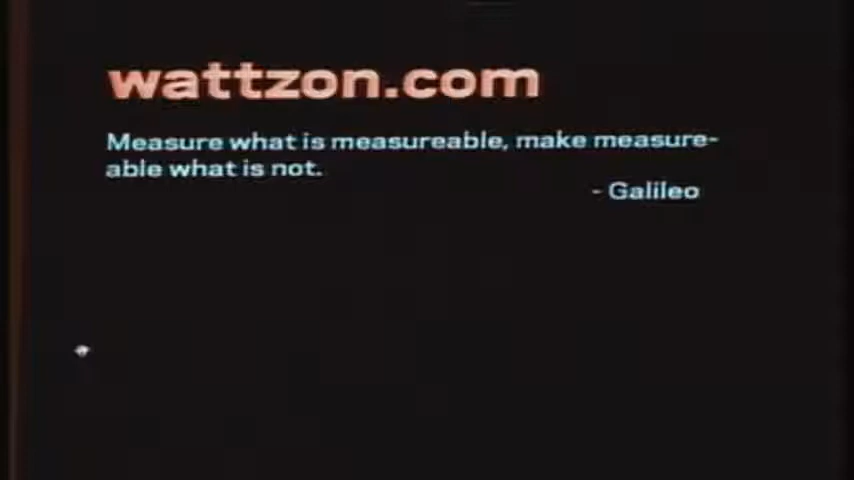 wattzon.com
Measure what is measureable, make measure-
able what is not.
- Galileo